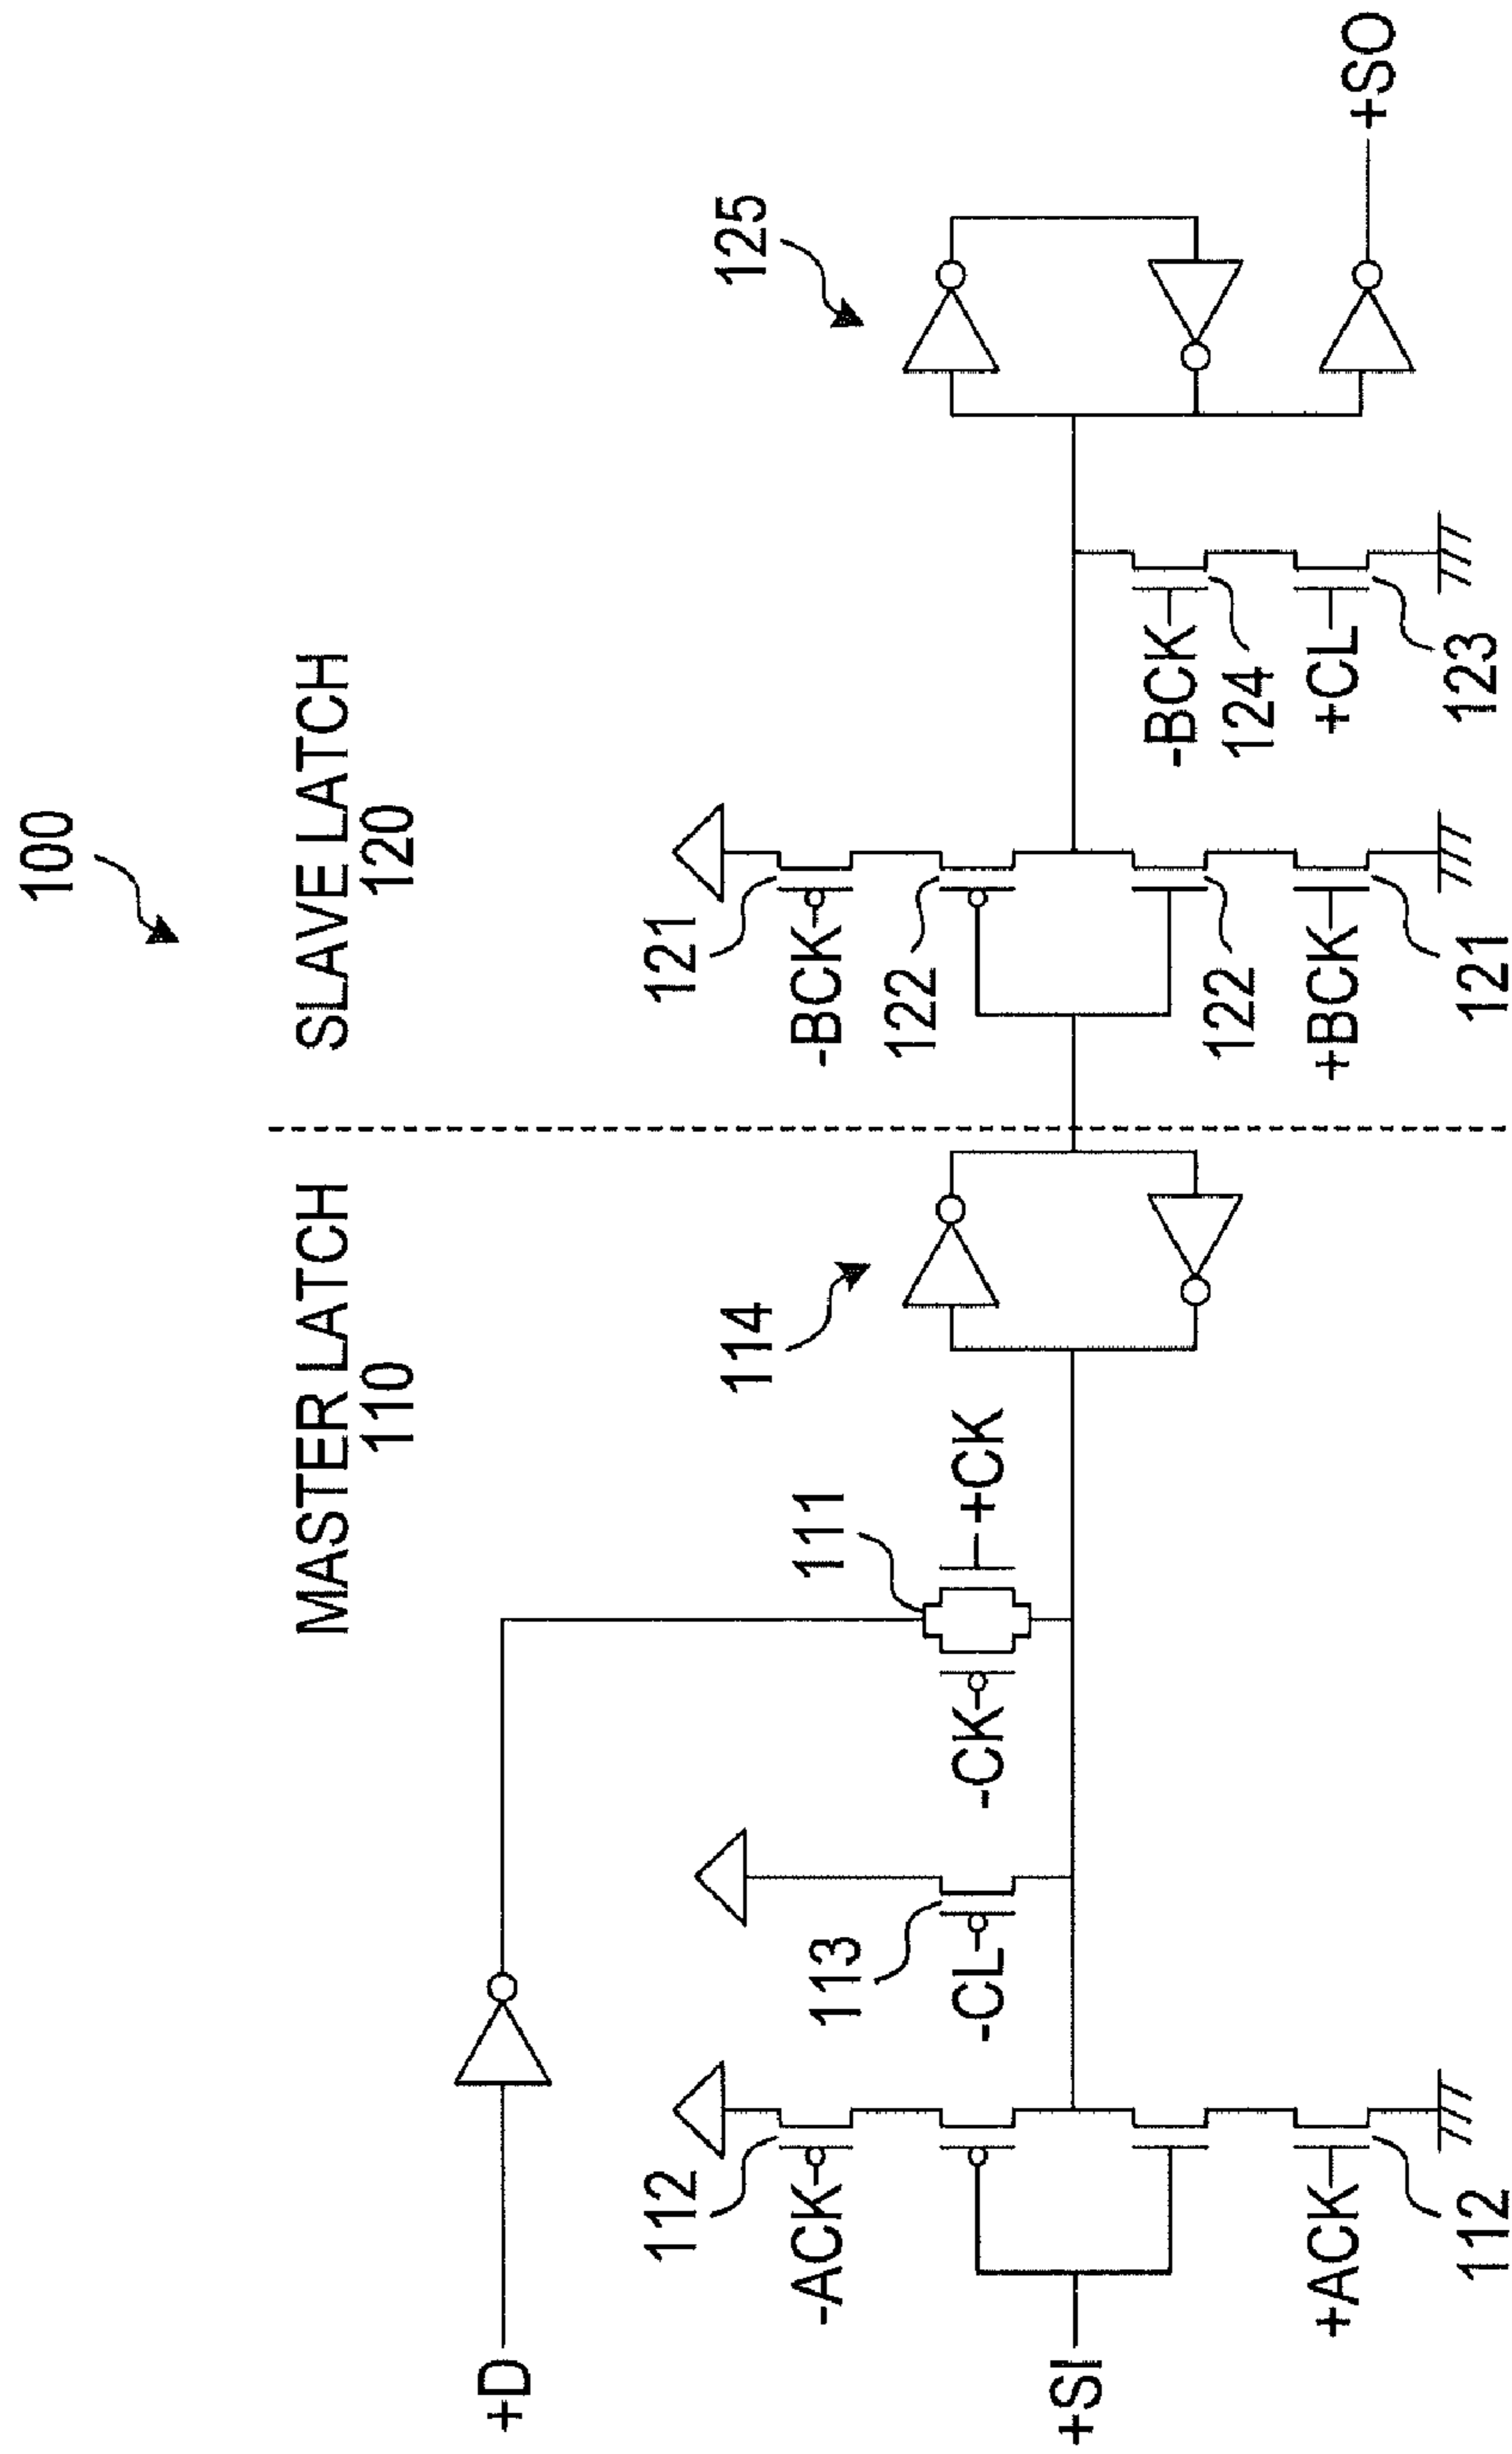 100
MASTER LATCH
110
SLAVE LATCH
120
+D
112
-ACK
+SI
+ACK
112
113
-CL
111
-CK
+CK
114
121
-BCK
122
122
+BCK
121
-BCK
124
+CL
123
125
+SO